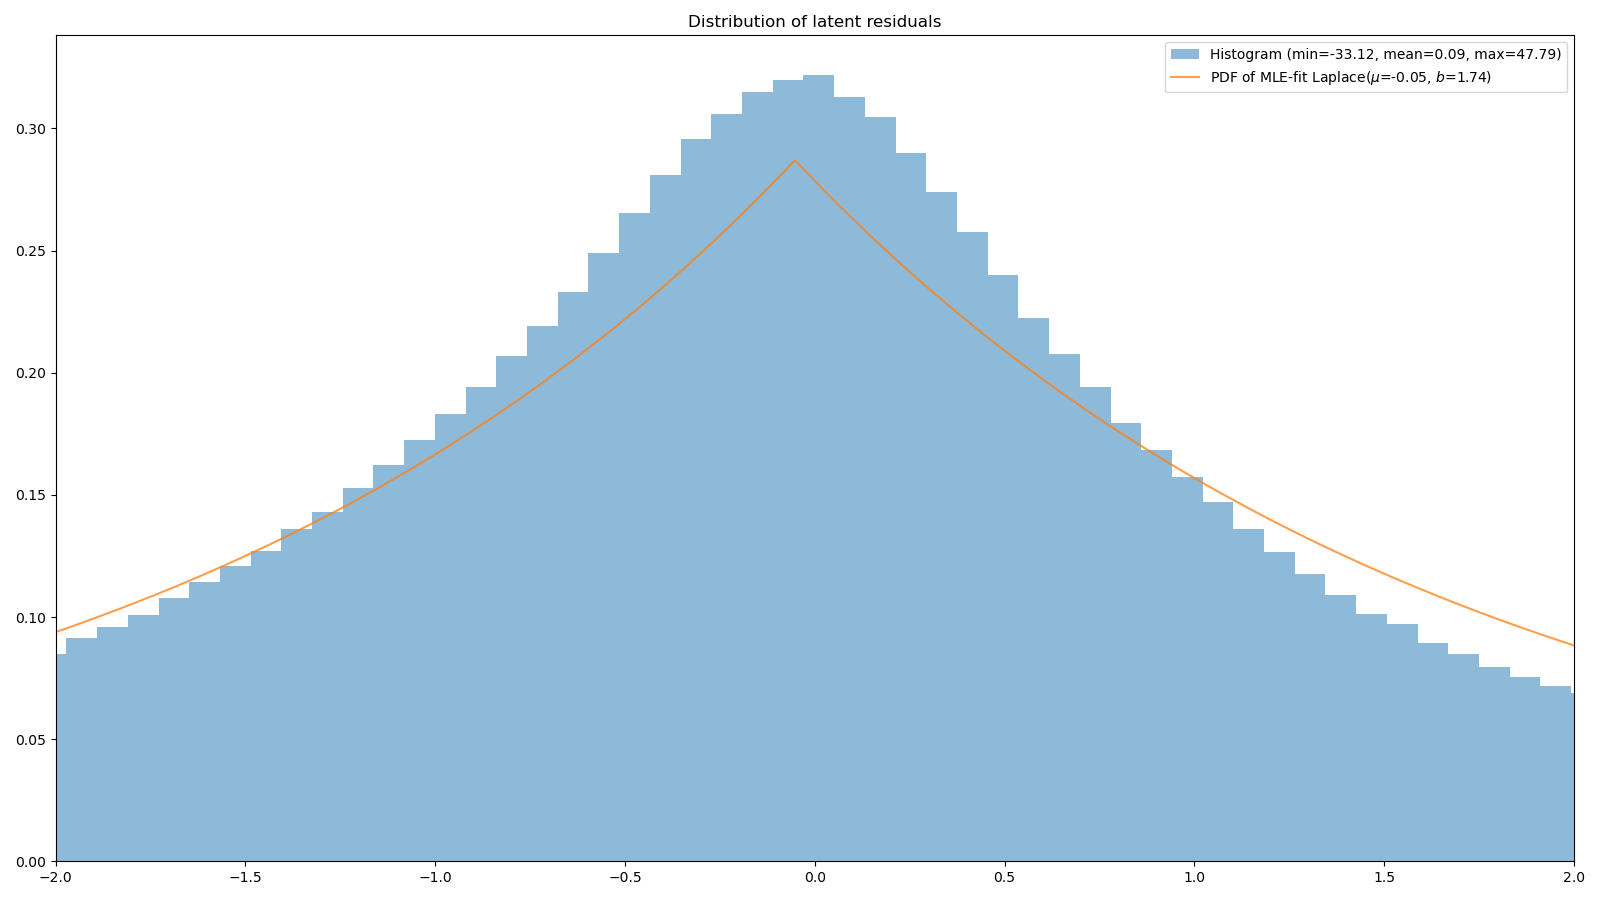 Distribution of latent residuals
Histogram (min=-33.12, mean=0.09, max=47.79)
PDF of MLE-fit Laplace(μ=-0.05, b=1.74)
0.30
0.25
0.20
0.15
0.10
0.05
0.00
−2.0 −1.5 −1.0 −0.5 0.0 0.5 1.0 1.5 2.0